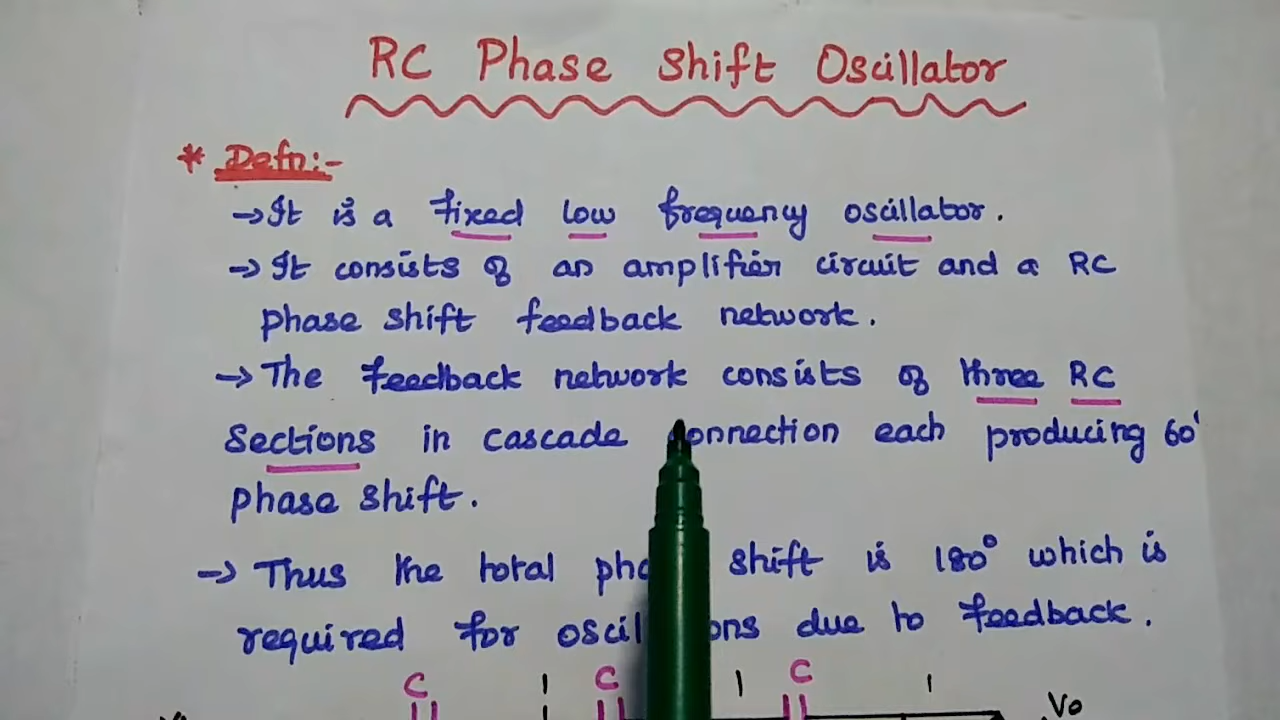 RC Phase Shift Oscillator
* Defn:-
→ It is a fixed low frequency oscillator.
→ It consists of an amplifier circuit and a RC
phase shift feedback network.
→ The feedback network consists of three RC
Sections in cascade connection each producing 60°
phase shift.
→ Thus the total shift is 180° which is
required for due to feedback.
C C C
Vo